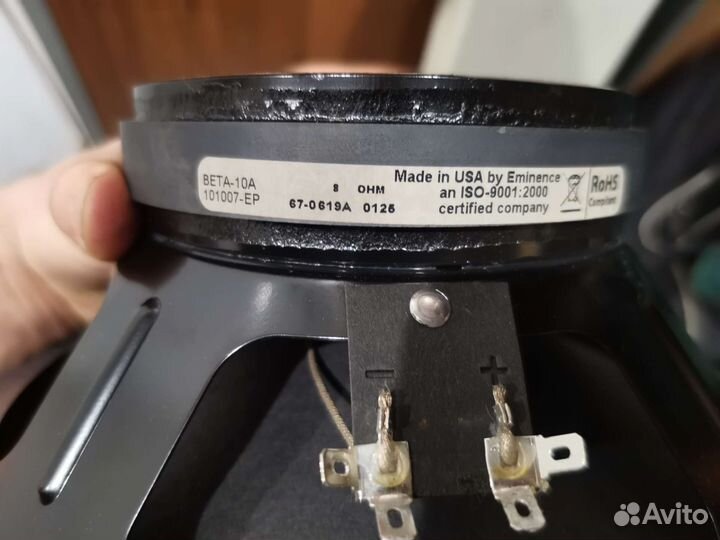 BETA-10A
101007-EP
8 OHM
67-0619A 0125
Made in USA by Eminence
an ISO-9001:2000
certified company
RoHS
Compliant
- +
Avito